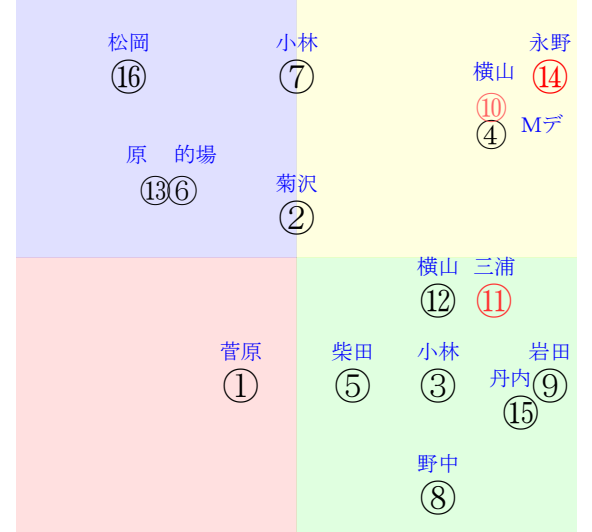 松岡 小林 永野
⑯ ⑦ 横山 ⑭
⑩
④ Mデ
原 的場
⑬ ⑥ 菊沢
②
横山 三浦
⑫ ⑪
菅原 柴田 小林 岩田
① ⑤ ③ 丹内 ⑨
⑮
野中
⑧